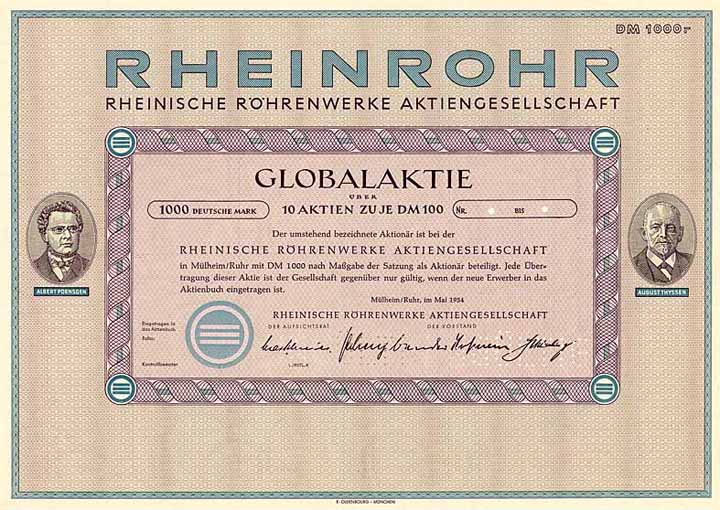 DM 1000.-
RHEINROHR
RHEINISCHE RÖHRENWERKE AKTIENGESELLSCHAFT
GLOBALAKTIE
ÜBER
1000 DEUTSCHE MARK
10 AKTIEN ZU JE DM 100
NR. BIS
Der umstehend bezeichnete Aktionär ist bei der
RHEINISCHE RÖHRENWERKE AKTIENGESELLSCHAFT
in Mülheim/Ruhr mit DM 1000 nach Maßgabe der Satzung als Aktionär beteiligt. Jede Über-
tragung dieser Aktie ist der Gesellschaft gegenüber nur gültig, wenn der neue Erwerber in das
Aktienbuch eingetragen ist.
Mülheim/Ruhr, im Mai 1954
RHEINISCHE RÖHRENWERKE AKTIENGESELLSCHAFT
DER AUFSICHTSRAT
DER VORSTAND
Eingetragen in
das Aktienbuch
Kontrollbeamter
ALBERT POENSGEN
AUGUST THYSSEN
R. OLDENBOURG · MÜNCHEN